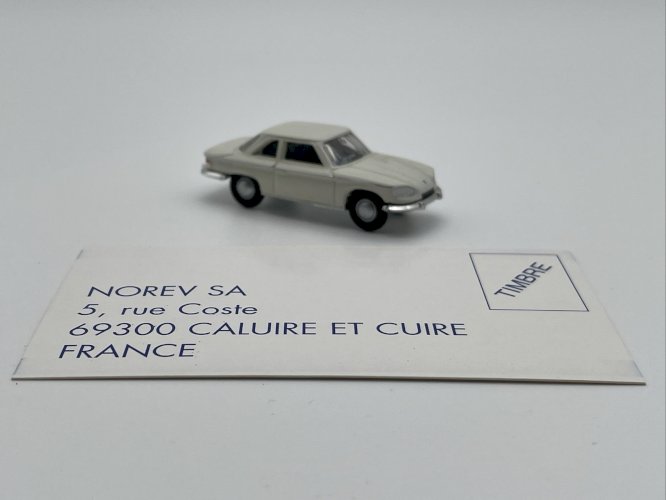 NOREV SA
5, rue Coste
69300 CALUIRE ET CUIRE
FRANCE
TIMBRE